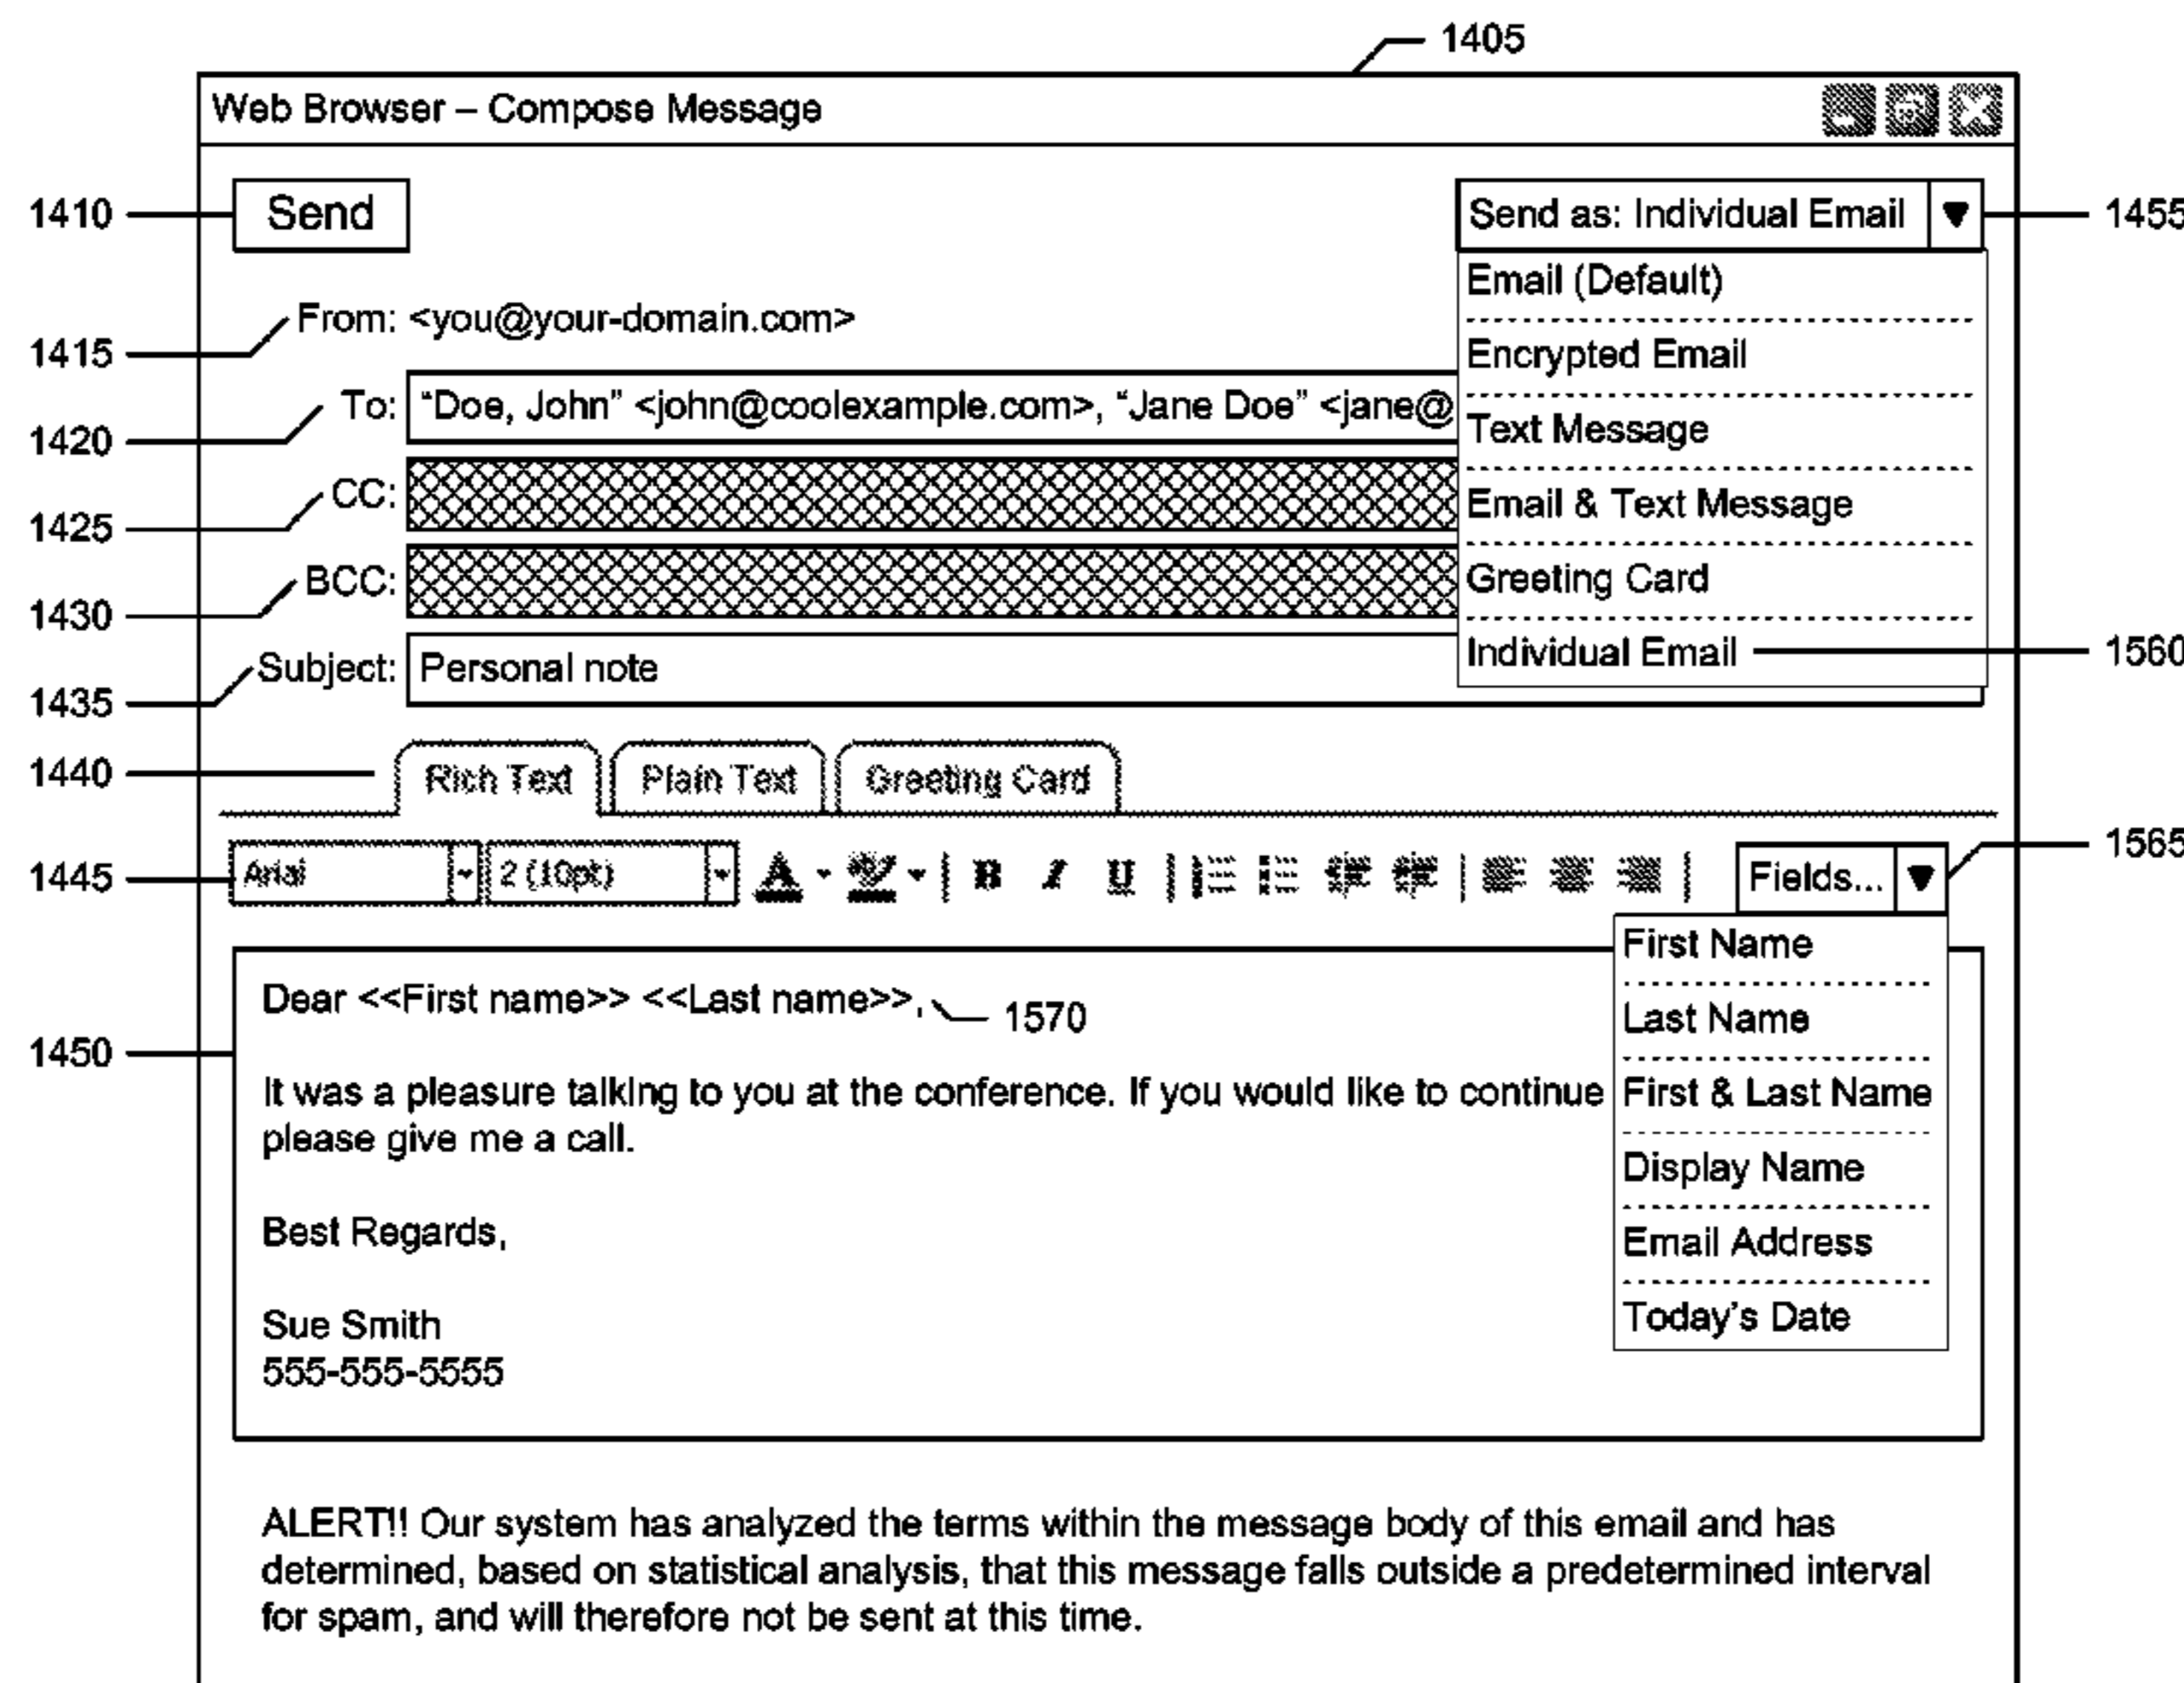 1405
Web Browser – Compose Message
1410 Send Send as: Individual Email 1455
Email (Default)
1415 From: <you@your-domain.com>
Encrypted Email
1420 To: “Doe, John” <john@coolexample.com>, “Jane Doe” <jane@
Text Message
1425 CC:
Email & Text Message
1430 BCC:
Greeting Card
1435 Subject: Personal note
Individual Email 1560
1440 Rich Text Plain Text Greeting Card
1445 Arial 2 (10pt) A ab B I U Fields... 1565
First Name
Last Name
First & Last Name
Display Name
Email Address
Today’s Date
1450
Dear <<First name>> <<Last name>>, 1570
It was a pleasure talking to you at the conference. If you would like to continue
please give me a call.
Best Regards,
Sue Smith
555-555-5555
ALERT!! Our system has analyzed the terms within the message body of this email and has
determined, based on statistical analysis, that this message falls outside a predetermined interval
for spam, and will therefore not be sent at this time.